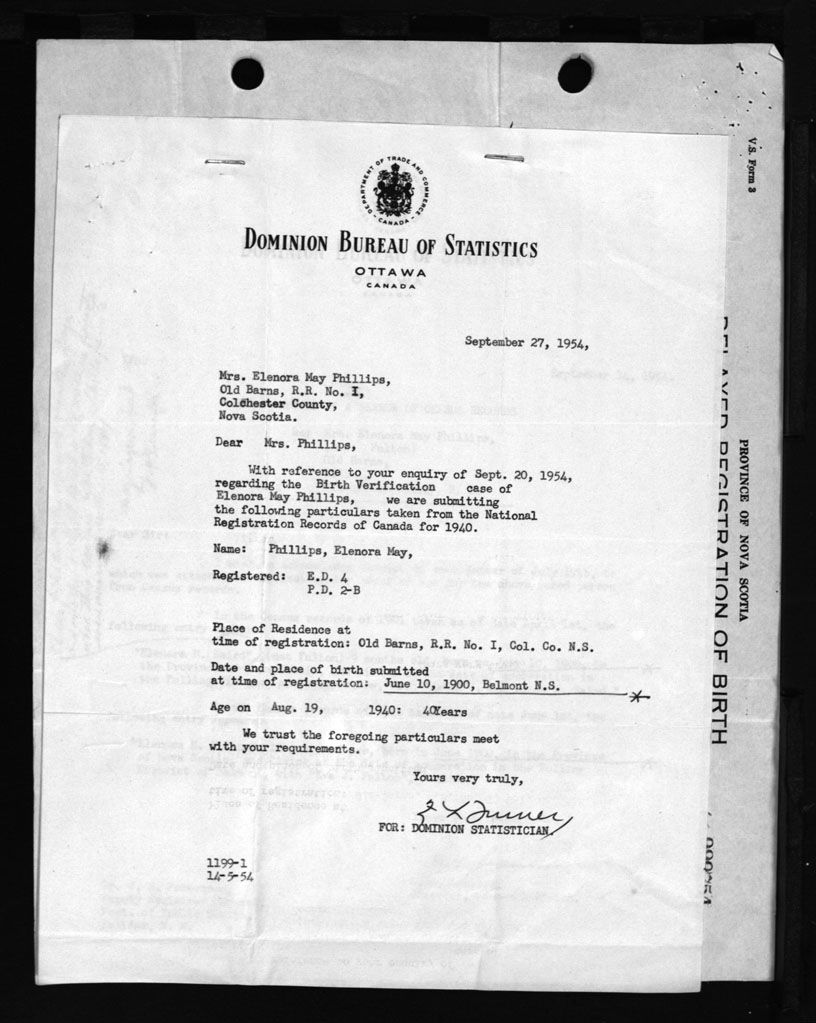 DEPARTMENT OF TRADE AND COMMERCE
CANADA
DOMINION BUREAU OF STATISTICS
OTTAWA
CANADA
September 27, 1954,
Mrs. Elenora May Phillips,
Old Barns, R.R. No. I,
Colchester County,
Nova Scotia.
Dear Mrs. Phillips,
With reference to your enquiry of Sept. 20, 1954,
regarding the Birth Verification case of
Elenora May Phillips, we are submitting
the following particulars taken from the National
Registration Records of Canada for 1940.
Name: Phillips, Elenora May,
Registered: E.D. 4
P.D. 2-B
Place of Residence at
time of registration: Old Barns, R.R. No. I, Col. Co. N.S.
Date and place of birth submitted
at time of registration: June 10, 1900, Belmont N.S.
Age on Aug. 19, 1940: 40Years
We trust the foregoing particulars meet
with your requirements.
Yours very truly,
FOR: DOMINION STATISTICIAN
1199-1
14-5-54
V.S. Form 3
PROVINCE OF NOVA SCOTIA
DELAYED REGISTRATION OF BIRTH